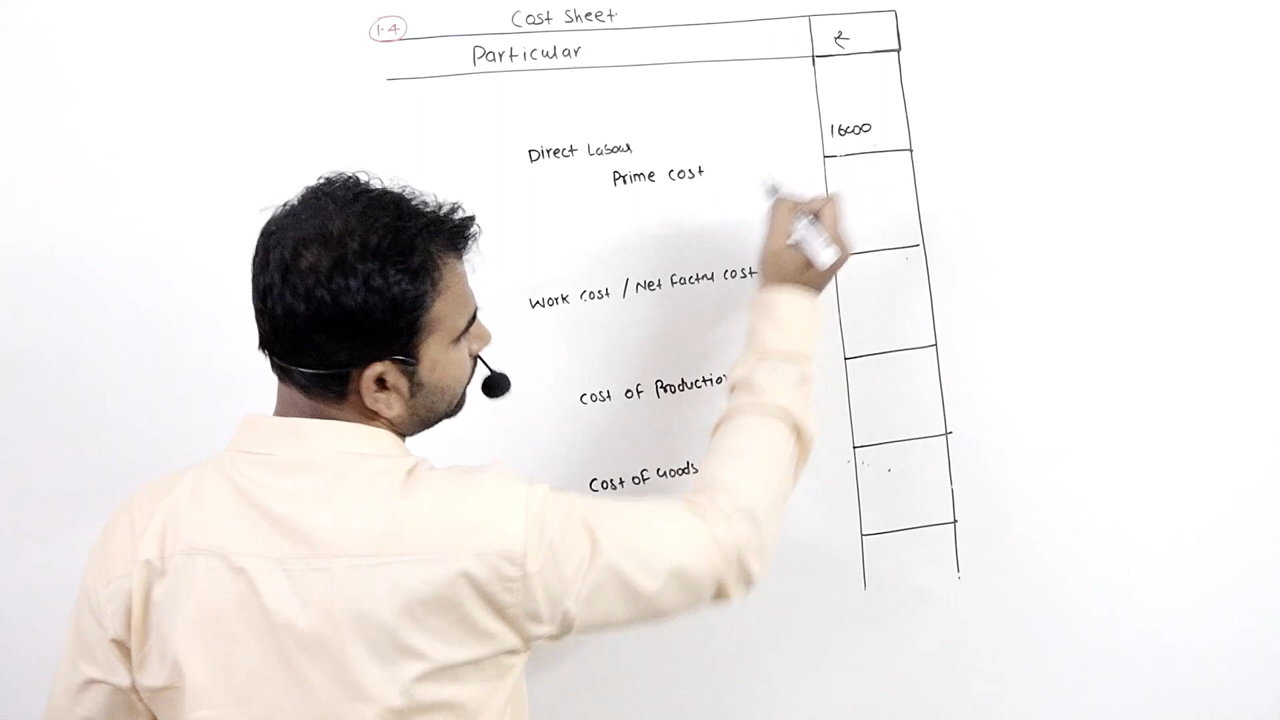 1.4 Cost Sheet
Particular ₹
16000
Direct Labour
Prime cost
Work cost / Net Factry cost
Cost of Productio
Cost of Goods